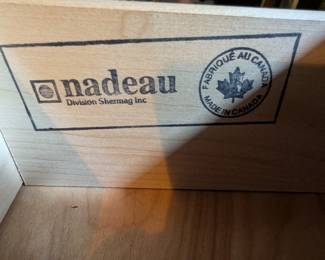 nadeau
Division Shermag Inc
FABRIQUÉ AU CANADA
MADE IN CANADA